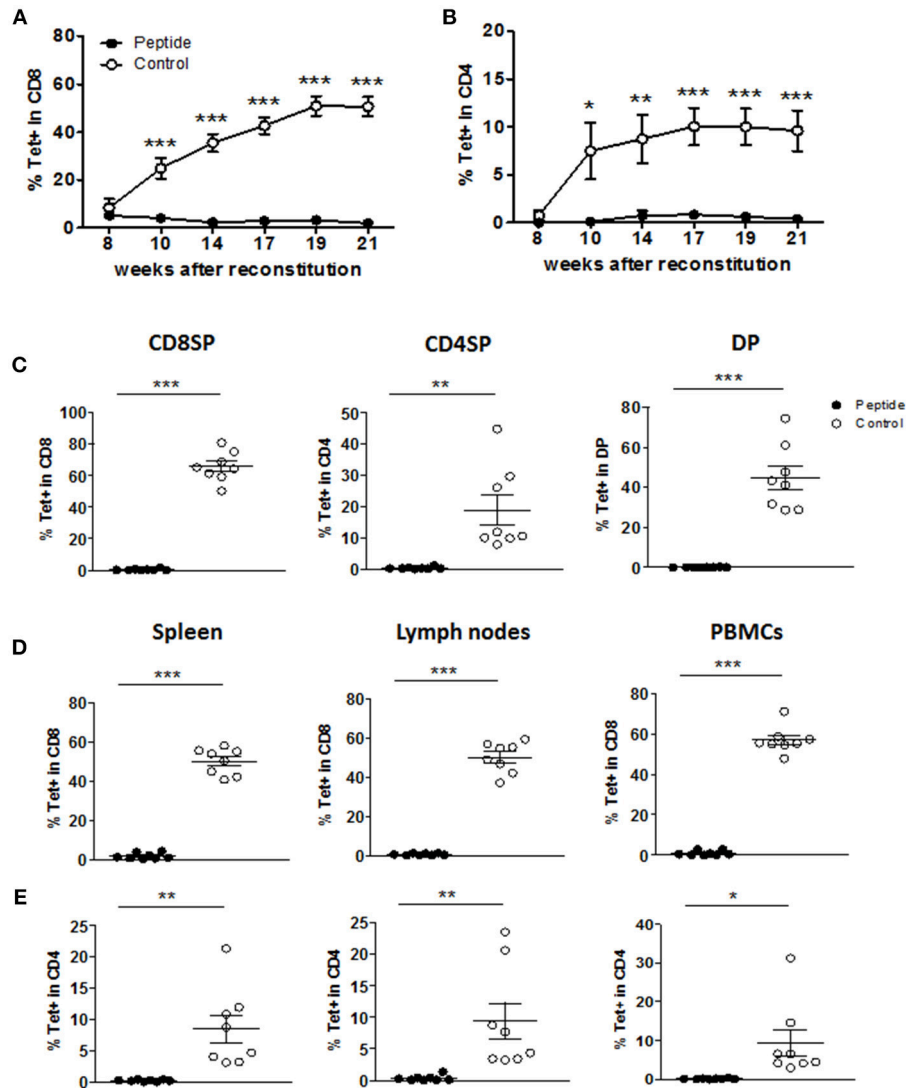 A
B
Peptide
Control
80
60
40
20
0
% Tet+ in CD8
*** *** *** *** ***
8 10 14 17 19 21
weeks after reconstitution
20
15
10
5
0
% Tet+ in CD4
* ** *** *** ***
8 10 14 17 19 21
weeks after reconstitution
C
CD8SP
CD4SP
DP
***
**
***
Peptide
Control
100
80
60
40
20
0
% Tet+ in CD8
50
40
30
20
10
0
% Tet+ in CD4
80
60
40
20
0
% Tet+ in DP
D
Spleen
Lymph nodes
PBMCs
***
***
***
80
60
40
20
0
% Tet+ in CD8
80
60
40
20
0
% Tet+ in CD8
80
60
40
20
0
% Tet+ in CD8
E
**
**
*
25
20
15
10
5
0
% Tet+ in CD4
25
20
15
10
5
0
% Tet+ in CD4
40
30
20
10
0
% Tet+ in CD4